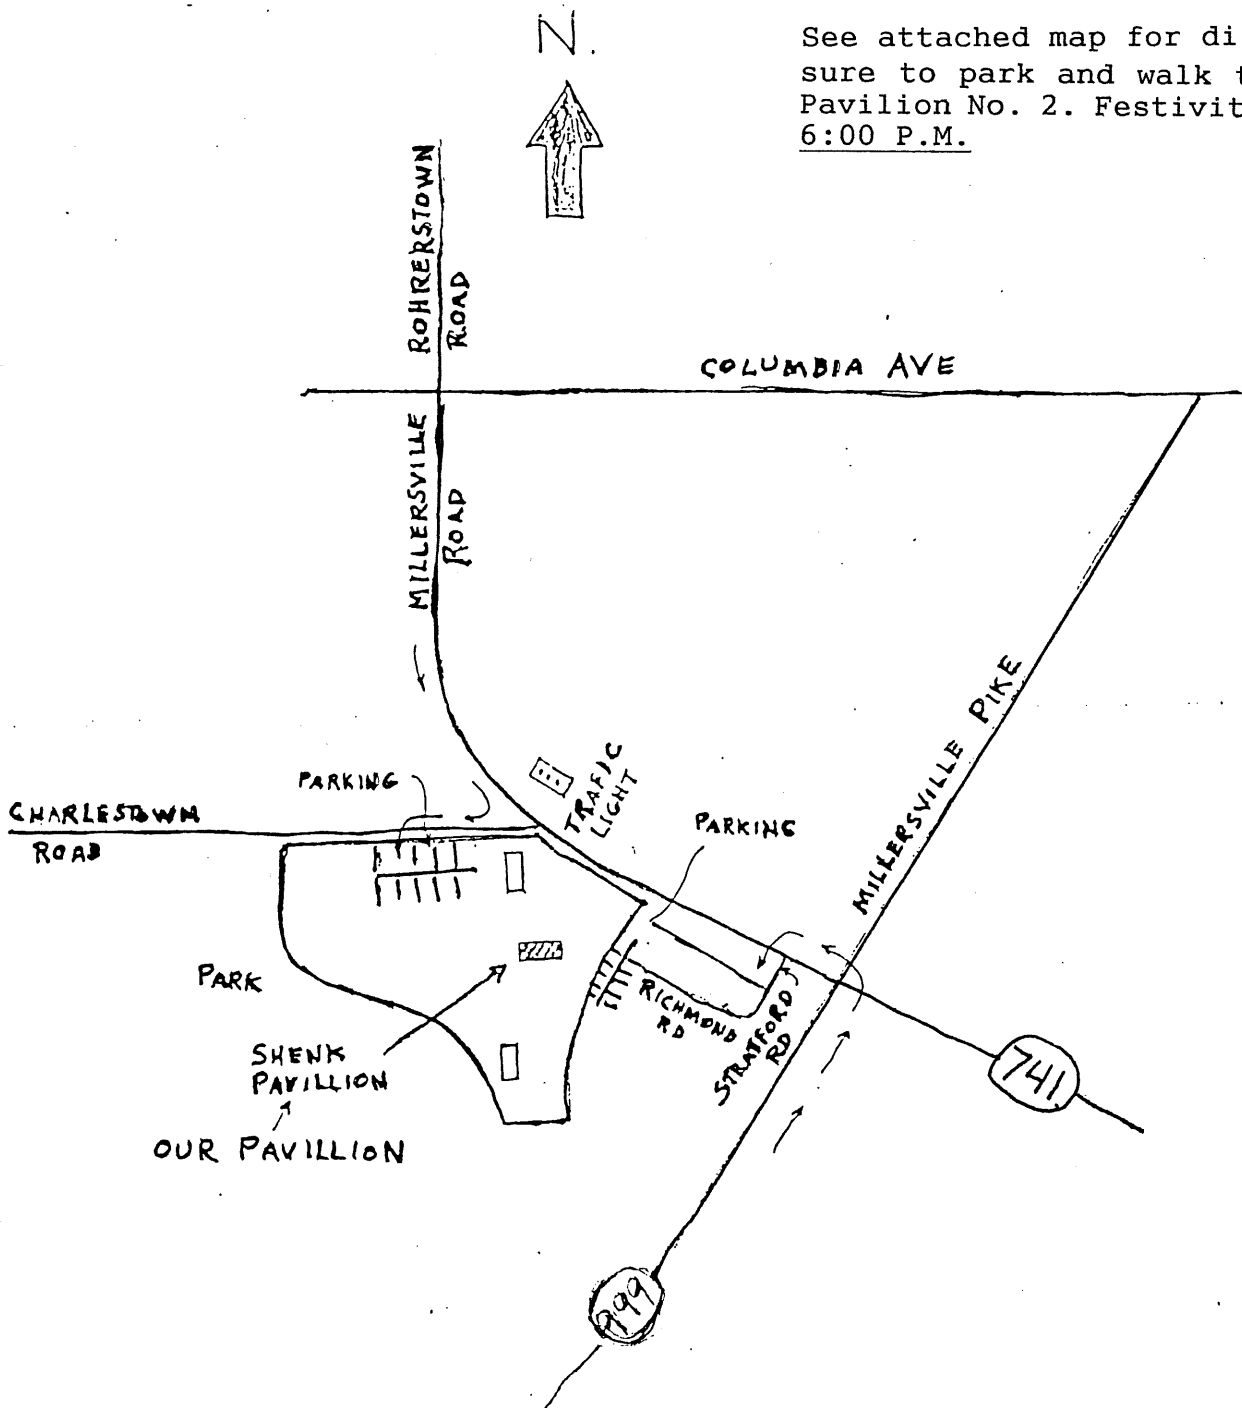 N.
See attached map for di
sure to park and walk t
Pavilion No. 2. Festivit
6:00 P.M.
ROHRERSTOWN
ROAD
COLUMBIA AVE
MILLERSVILLE
ROAD
MILLERSVILLE PIKE
TRAFIC
LIGHT
PARKING
CHARLESTOWN
ROAD
PARKING
PARK
RICHMOND
RD
STRATFORD
RD
SHENK
PAVILLION
OUR PAVILLION
741
999